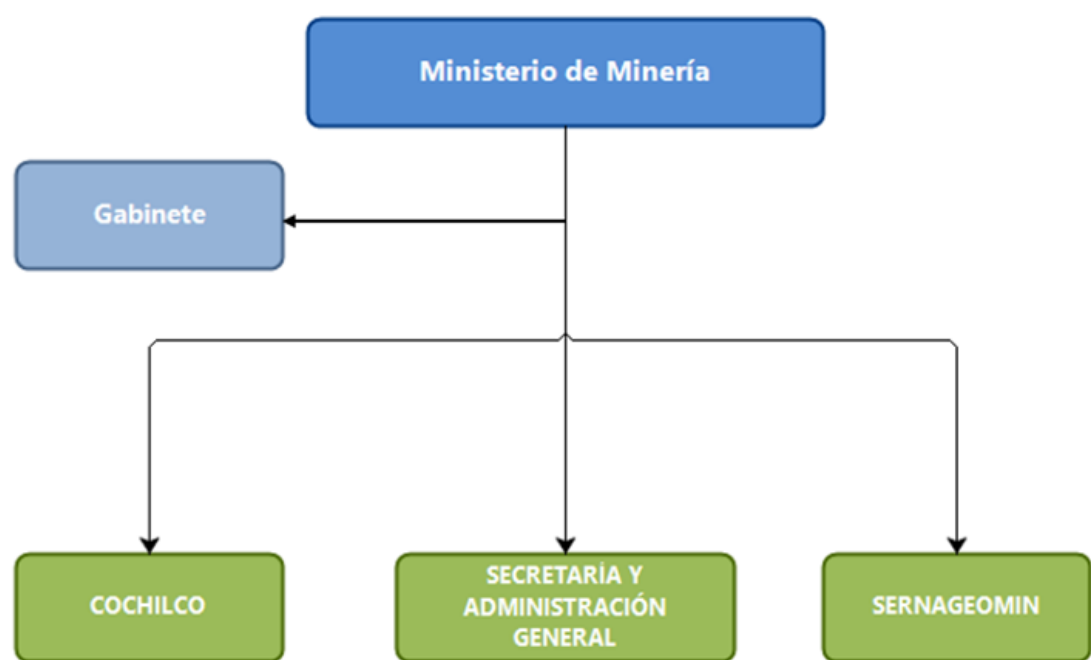 Ministerio de Minería
Gabinete
COCHILCO
SECRETARÍA Y
ADMINISTRACIÓN
GENERAL
SERNAGEOMIN